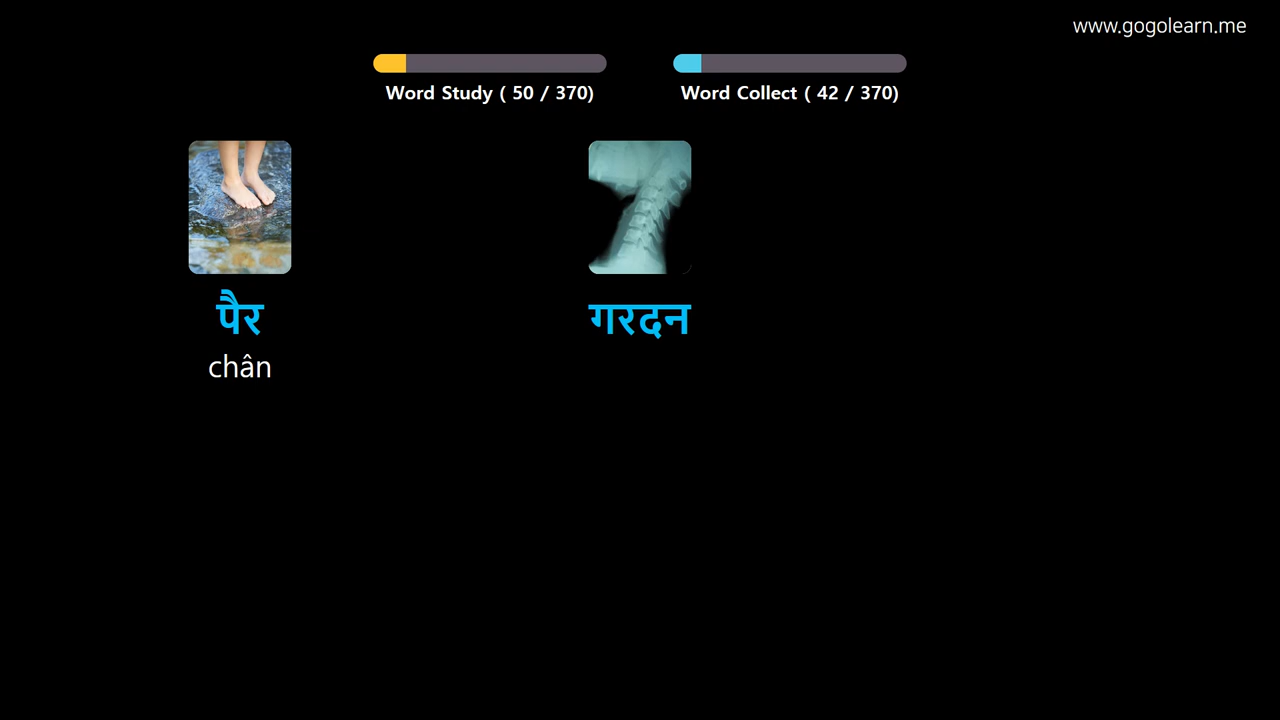 www.gogolearn.me
Word Study ( 50 / 370)
Word Collect ( 42 / 370)
पैर
गरदन
chân